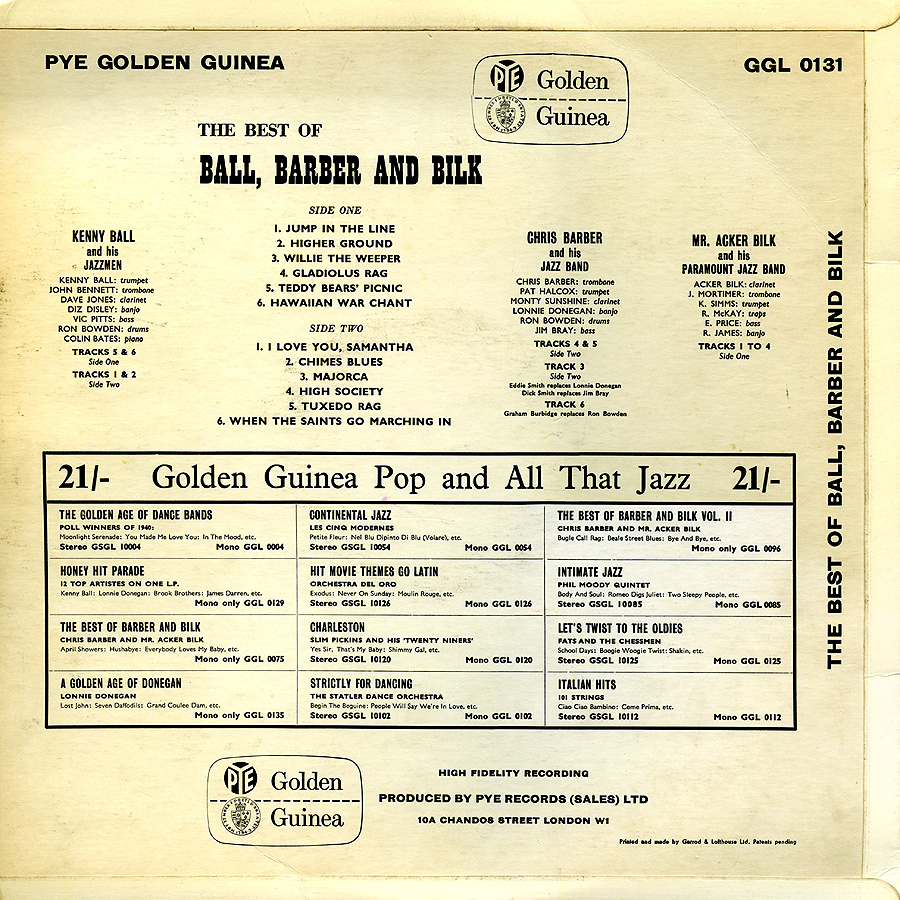 PYE GOLDEN GUINEA
GGL 0131
PYE Golden
Guinea
THE BEST OF
BALL, BARBER AND BILK
KENNY BALL
and his
JAZZMEN
KENNY BALL: trumpet
JOHN BENNETT: trombone
DAVE JONES: clarinet
DIZ DISLEY: banjo
VIC PITTS: bass
RON BOWDEN: drums
COLIN BATES: piano
TRACKS 5 & 6
Side One
TRACKS 1 & 2
Side Two
SIDE ONE
1. JUMP IN THE LINE
2. HIGHER GROUND
3. WILLIE THE WEEPER
4. GLADIOLUS RAG
5. TEDDY BEARS' PICNIC
6. HAWAIIAN WAR CHANT
SIDE TWO
1. I LOVE YOU, SAMANTHA
2. CHIMES BLUES
3. MAJORCA
4. HIGH SOCIETY
5. TUXEDO RAG
6. WHEN THE SAINTS GO MARCHING IN
CHRIS BARBER
and his
JAZZ BAND
CHRIS BARBER: trombone
PAT HALCOX: trumpet
MONTY SUNSHINE: clarinet
LONNIE DONEGAN: banjo
RON BOWDEN: drums
JIM BRAY: bass
TRACKS 4 & 5
Side Two
TRACK 3
Side Two
Eddie Smith replaces Lonnie Donegan
Dick Smith replaces Jim Bray
TRACK 6
Graham Burbidge replaces Ron Bowden
MR. ACKER BILK
and his
PARAMOUNT JAZZ BAND
ACKER BILK: clarinet
J. MORTIMER: trombone
K. SIMMS: trumpet
R. McKAY: traps
E. PRICE: bass
R. JAMES: banjo
TRACKS 1 TO 4
Side One
THE BEST OF BALL, BARBER AND BILK
21/- Golden Guinea Pop and All That Jazz 21/-
THE GOLDEN AGE OF DANCE BANDS
POLL WINNERS OF 1940:
Moonlight Serenade: You Made Me Love You: In The Mood, etc.
Stereo GSGL 10004 Mono GGL 0004
CONTINENTAL JAZZ
LES CINQ MODERNES
Petite Fleur: Nel Blu Dipinto Di Blu (Volare), etc.
Stereo GSGL 10054 Mono GGL 0054
THE BEST OF BARBER AND BILK VOL. II
CHRIS BARBER AND MR. ACKER BILK
Bugle Call Rag: Beale Street Blues: Bye And Bye, etc.
Mono only GGL 0096
HONEY HIT PARADE
12 TOP ARTISTES ON ONE L.P.
Kenny Ball: Lonnie Donegan: Brook Brothers: James Darren, etc.
Mono only GGL 0129
HIT MOVIE THEMES GO LATIN
ORCHESTRA DEL ORO
Exodus: Never On Sunday: Moulin Rouge, etc.
Stereo GSGL 10126 Mono GGL 0126
INTIMATE JAZZ
PHIL MOODY QUINTET
Body And Soul: Romeo Digs Juliet: Two Sleepy People, etc.
Stereo GSGL 10085 Mono GGL 0085
THE BEST OF BARBER AND BILK
CHRIS BARBER AND MR. ACKER BILK
April Showers: Hushabye: Everybody Loves My Baby, etc.
Mono only GGL 0075
CHARLESTON
SLIM PICKINS AND HIS 'TWENTY NINERS'
Yes Sir, That's My Baby: Shimmy Gal, etc.
Stereo GSGL 10120 Mono GGL 0120
LET'S TWIST TO THE OLDIES
FATS AND THE CHESSMEN
School Days: Boogie Woogie Twist: Shakin, etc.
Stereo GSGL 10125 Mono GGL 0125
A GOLDEN AGE OF DONEGAN
LONNIE DONEGAN
Lost John: Seven Daffodils: Grand Coulee Dam, etc.
Mono only GGL 0135
STRICTLY FOR DANCING
THE STATLER DANCE ORCHESTRA
Begin The Beguine: People Will Say We're In Love, etc.
Stereo GSGL 10102 Mono GGL 0102
ITALIAN HITS
101 STRINGS
Ciao Ciao Bambino: Come Prima, etc.
Stereo GSGL 10112 Mono GGL 0112
PYE Golden
Guinea
HIGH FIDELITY RECORDING
PRODUCED BY PYE RECORDS (SALES) LTD
10A CHANDOS STREET LONDON W1
Printed and made by Garrod & Lofthouse Ltd. Patents pending